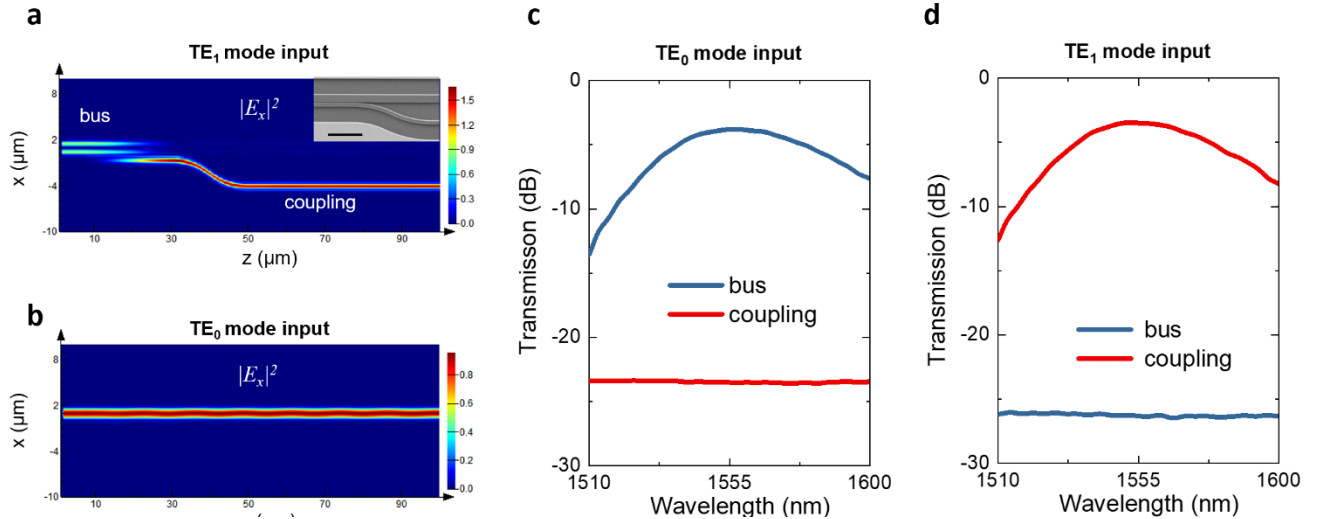 a
TE₁ mode input
|Eₓ|²
bus
coupling
x (μm)
8
2
-4
-10
10
30
50
70
90
z (μm)
1.5
1.2
0.9
0.6
0.3
0.0
b
TE₀ mode input
|Eₓ|²
x (μm)
8
2
-4
-10
10
30
50
70
90
0.8
0.6
0.4
0.2
0.0
c
TE₀ mode input
Transmisson (dB)
0
-10
-20
-30
bus
coupling
1510
1555
1600
Wavelength (nm)
d
TE₁ mode input
Transmission (dB)
0
-10
-20
-30
bus
coupling
1510
1555
1600
Wavelength (nm)